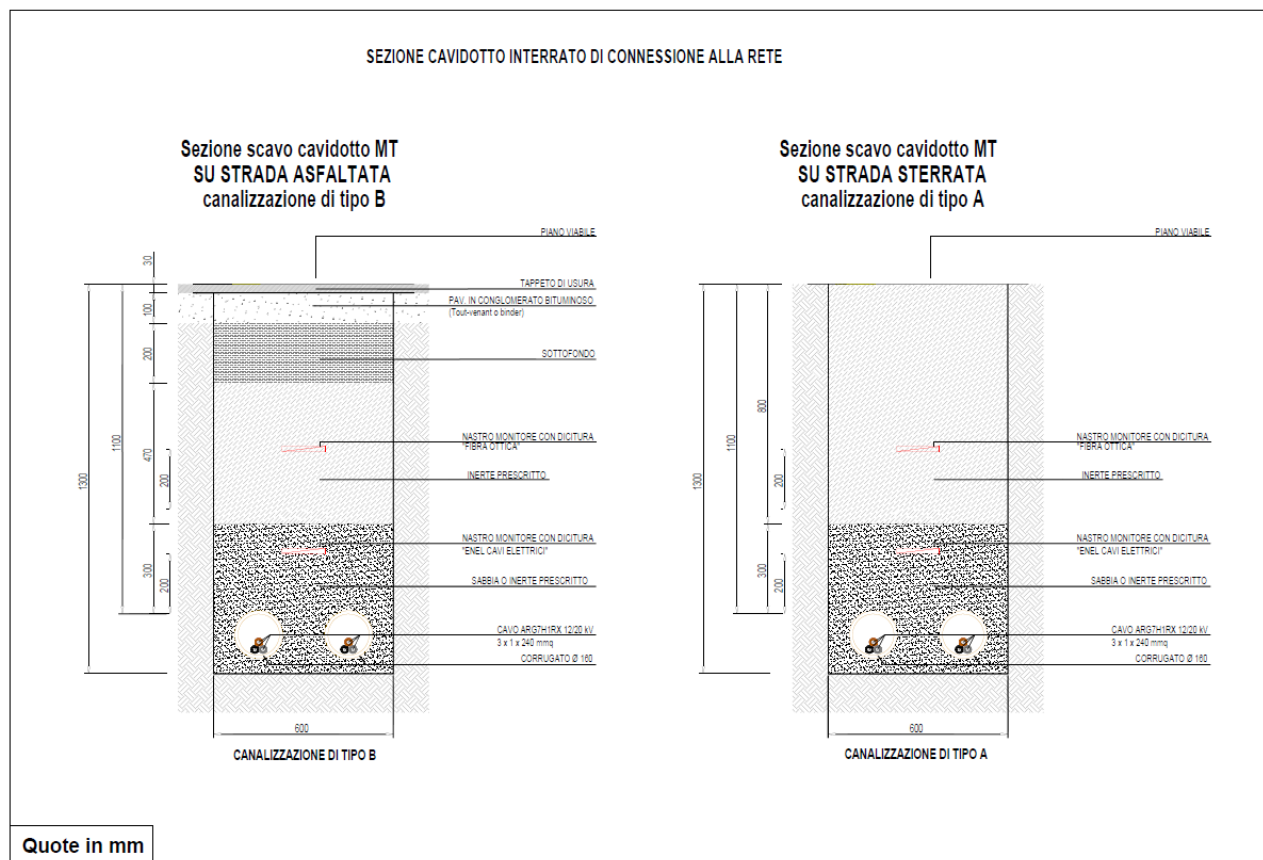 SEZIONE CAVIDOTTO INTERRATO DI CONNESSIONE ALLA RETE
Sezione scavo cavidotto MT
SU STRADA ASFALTATA
canalizzazione di tipo B
PIANO VIABILE
TAPPETO DI USURA
PAV. IN CONGLOMERATO BITUMINOSO
(Tout-venant o binder)
SOTTOFONDO
NASTRO MONITORE CON DICITURA
"FIBRA OTTICA"
INERTE PRESCRITTO
NASTRO MONITORE CON DICITURA
"ENEL CAVI ELETTRICI"
SABBIA O INERTE PRESCRITTO
CAVO ARG7H1RX 12/20 kV
3 x 1 x 240 mmq
CORRUGATO Ø 160
30
100
200
470
200
300
200
1100
1300
600
CANALIZZAZIONE DI TIPO B
Sezione scavo cavidotto MT
SU STRADA STERRATA
canalizzazione di tipo A
PIANO VIABILE
NASTRO MONITORE CON DICITURA
"FIBRA OTTICA"
INERTE PRESCRITTO
NASTRO MONITORE CON DICITURA
"ENEL CAVI ELETTRICI"
SABBIA O INERTE PRESCRITTO
CAVO ARG7H1RX 12/20 kV
3 x 1 x 240 mmq
CORRUGATO Ø 160
800
200
300
200
1100
1300
600
CANALIZZAZIONE DI TIPO A
Quote in mm